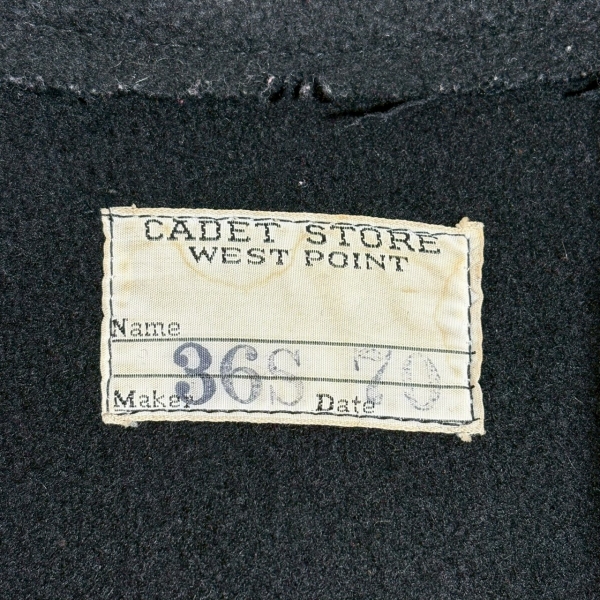 CADET STORE
WEST POINT
Name
36S 70
Maker Date